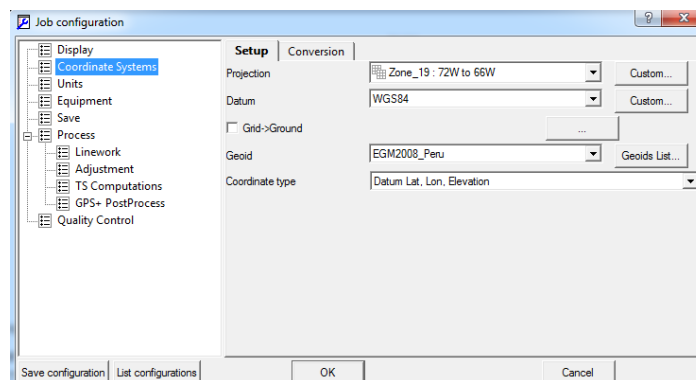 Job configuration
Display
Coordinate Systems
Units
Equipment
Save
Process
Linework
Adjustment
TS Computations
GPS+ PostProcess
Quality Control
Setup
Conversion
Projection
Zone_19 : 72W to 66W
Custom...
Datum
WGS84
Custom...
Grid->Ground
...
Geoid
EGM2008_Peru
Geoids List...
Coordinate type
Datum Lat, Lon, Elevation
Save configuration
List configurations
OK
Cancel